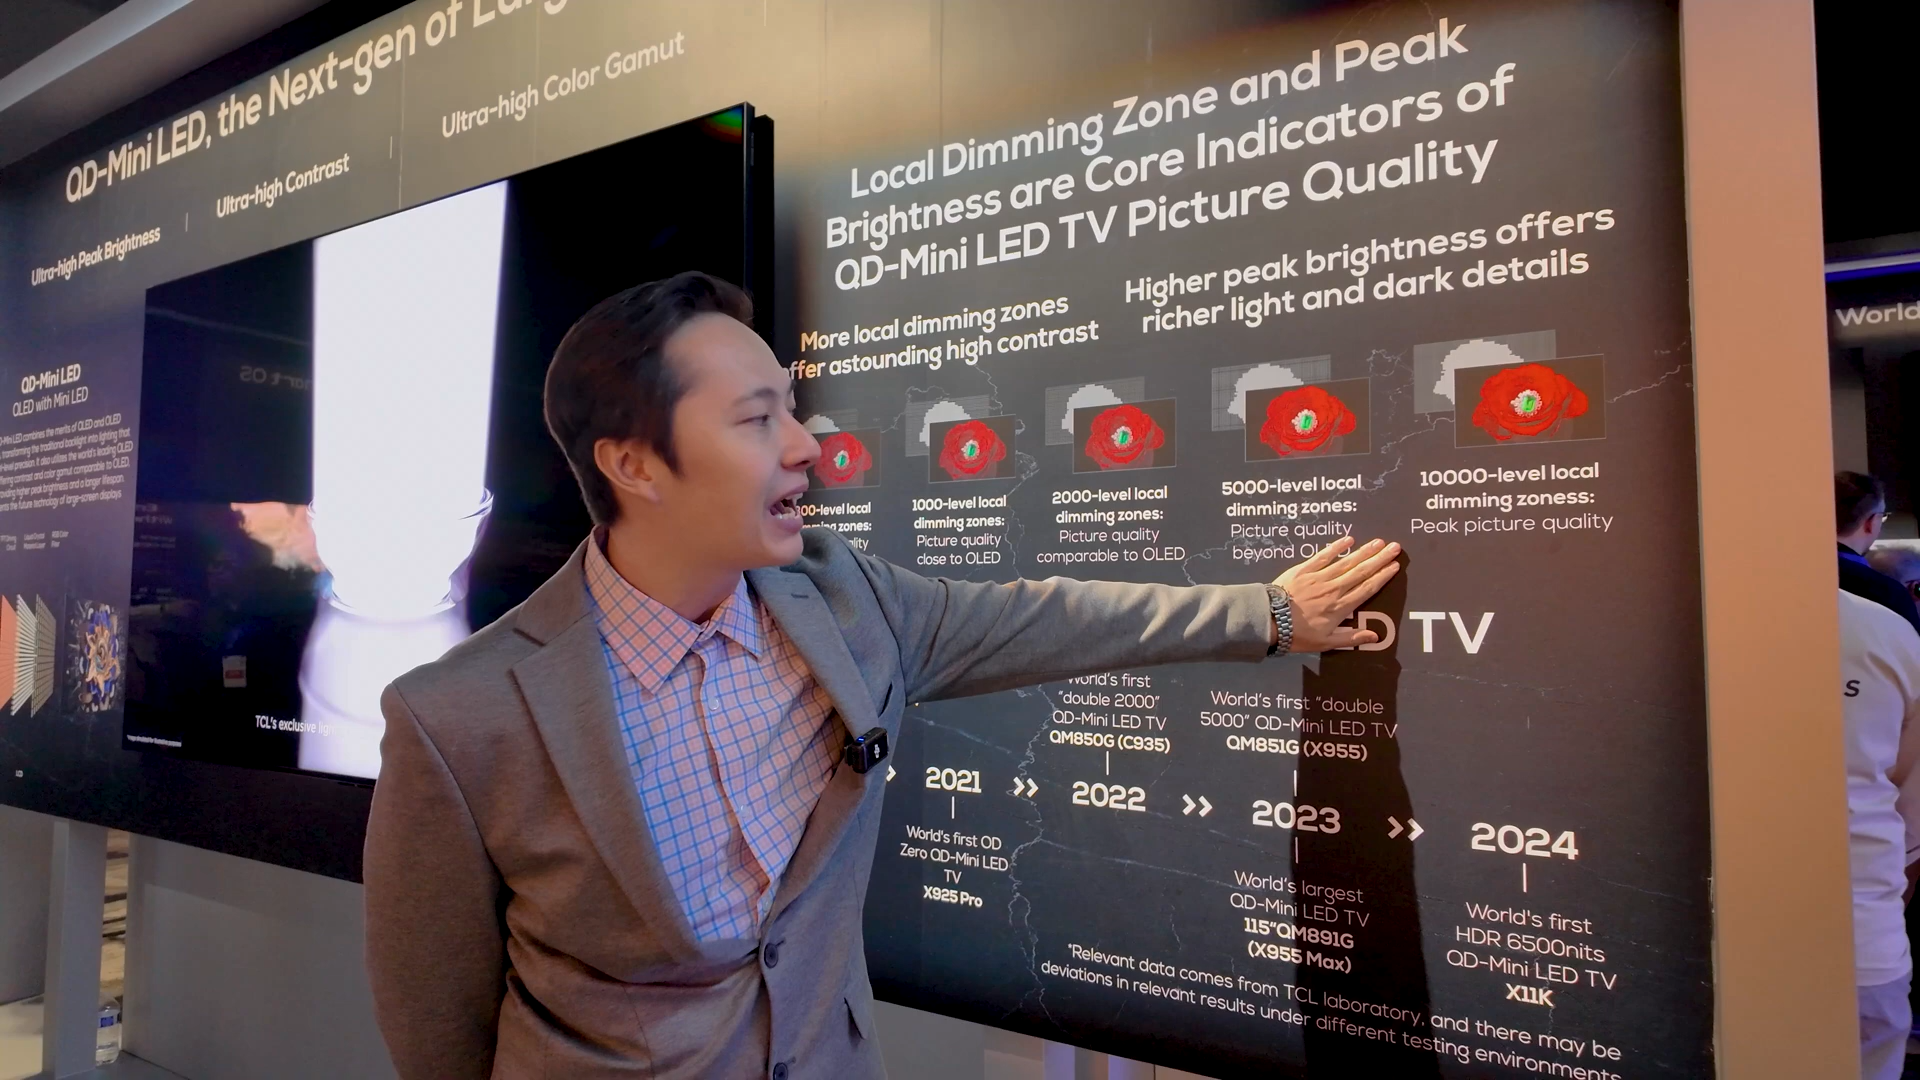 QD-Mini LED, the Next-gen of
Ultra-high Peak Brightness | Ultra-high Contrast | Ultra-high Color Gamut
QD-Mini LED
QLED with Mini LED
TCL's exclusive
Local Dimming Zone and Peak
Brightness are Core Indicators of
QD-Mini LED TV Picture Quality
More local dimming zones
offer astounding high contrast
Higher peak brightness offers
richer light and dark details
00-level local
dimming zones:
1000-level local
dimming zones:
Picture quality
close to OLED
2000-level local
dimming zones:
Picture quality
comparable to OLED
5000-level local
dimming zones:
Picture quality
beyond OLED
10000-level local
dimming zoness:
Peak picture quality
TV
World's first
"double 2000"
QD-Mini LED TV
QM850G (C935)
World's first "double
5000" QD-Mini LED TV
QM851G (X955)
2021 >> 2022 >> 2023 >> 2024
World's first OD
Zero QD-Mini LED
TV
X925 Pro
World's largest
QD-Mini LED TV
115"QM891G
(X955 Max)
World's first
HDR 6500nits
QD-Mini LED TV
X11K
*Relevant data comes from TCL laboratory, and there may be
deviations in relevant results under different testing environments
World